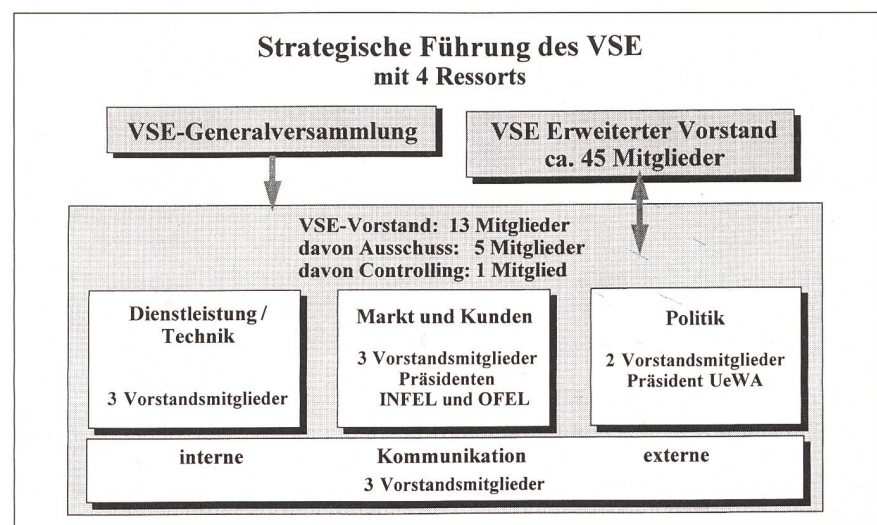 Strategische Führung des VSE
mit 4 Ressorts
VSE-Generalversammlung
VSE Erweiterter Vorstand
ca. 45 Mitglieder
VSE-Vorstand: 13 Mitglieder
davon Ausschuss: 5 Mitglieder
davon Controlling: 1 Mitglied
Dienstleistung /
Technik
3 Vorstandsmitglieder
Markt und Kunden
3 Vorstandsmitglieder
Präsidenten
INFEL und OFEL
Politik
2 Vorstandsmitglieder
Präsident UeWA
interne Kommunikation externe
3 Vorstandsmitglieder